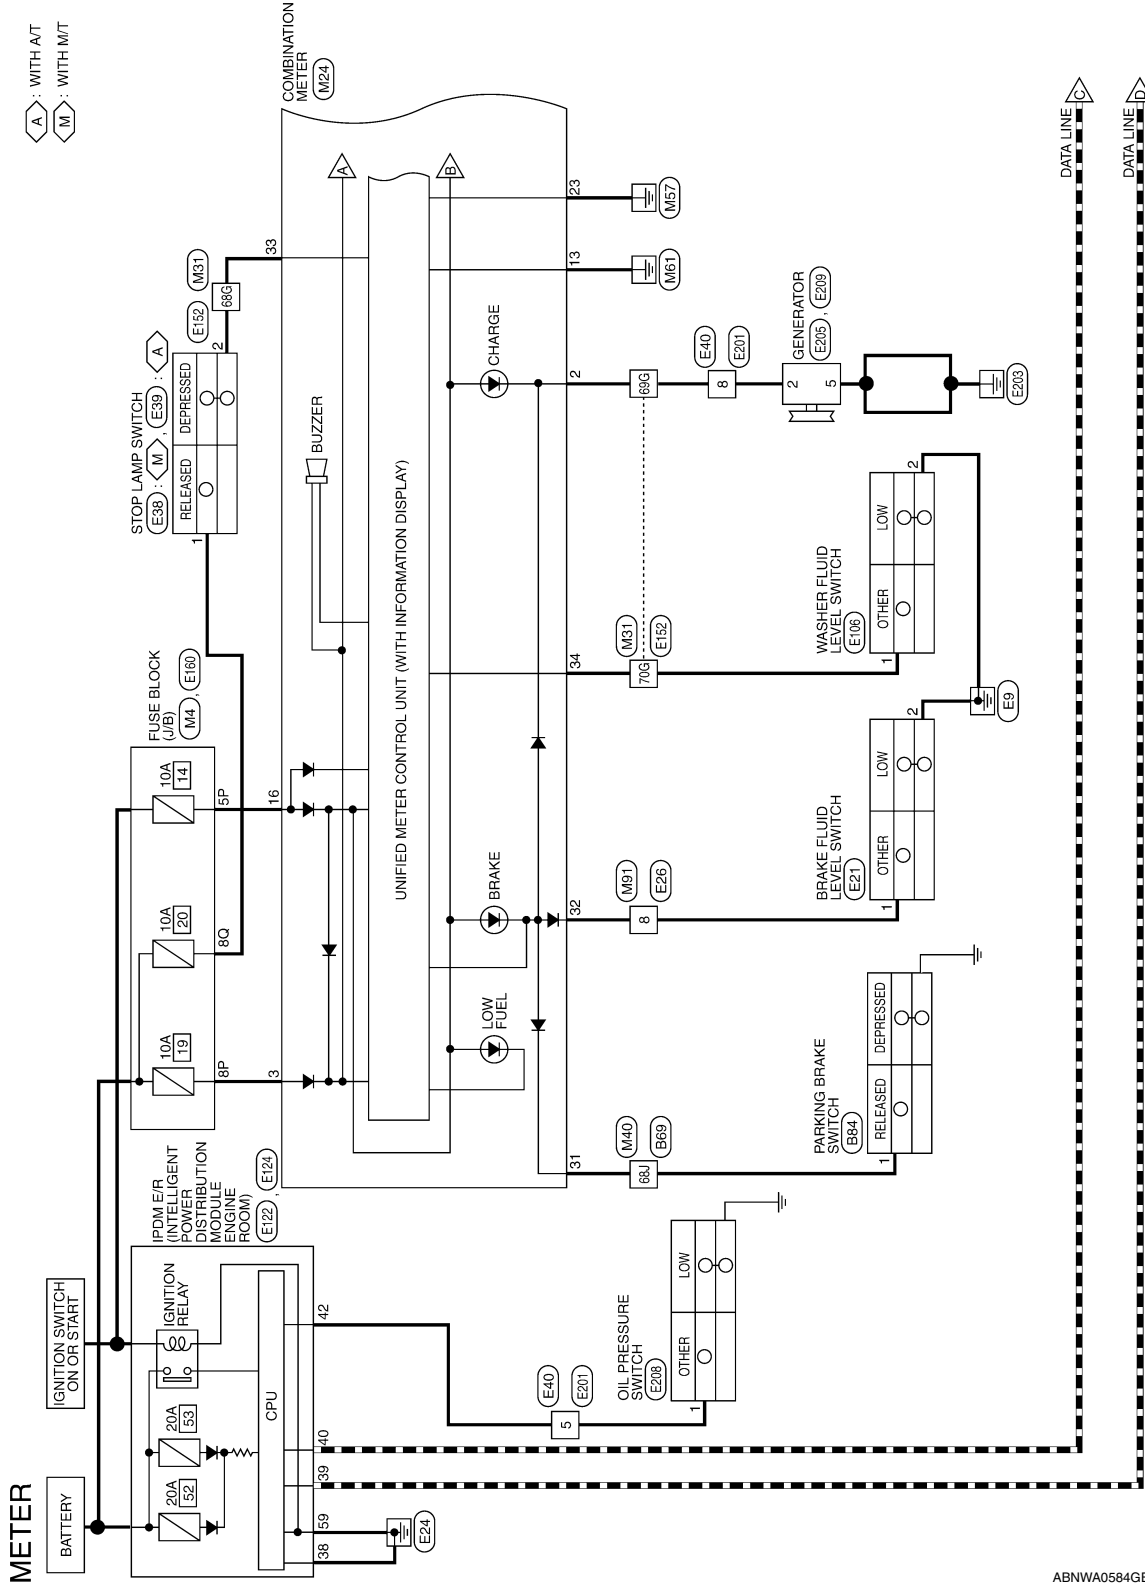 METER
BATTERY
IGNITION SWITCH
ON OR START
A : WITH A/T
M : WITH M/T
IPDM E/R
(INTELLIGENT
POWER
DISTRIBUTION
MODULE
ENGINE
ROOM)
E122 , E124
20A
52
20A
53
IGNITION
RELAY
CPU
38
59
39
40
42
E24
FUSE BLOCK
(J/B)
M4 , E160
10A
19
10A
20
10A
14
8P
8Q
5P
STOP LAMP SWITCH
E38 : M , E39 : A
RELEASED
DEPRESSED
1
2
E152
M31
68G
COMBINATION
METER
M24
3
16
33
BUZZER
A
UNIFIED METER CONTROL UNIT (WITH INFORMATION DISPLAY)
B
LOW
FUEL
BRAKE
CHARGE
31
32
34
2
13
23
M61
M57
E40
E201
5
OIL PRESSURE
SWITCH
E208
OTHER
LOW
1
M40
B69
68J
PARKING BRAKE
SWITCH
B84
RELEASED
DEPRESSED
1
M91
E26
8
BRAKE FLUID
LEVEL SWITCH
E21
OTHER
LOW
1
2
E9
M31
E152
70G
69G
WASHER FLUID
LEVEL SWITCH
E106
OTHER
LOW
1
2
E40
E201
8
GENERATOR
E205 , E209
2
5
E203
DATA LINE
C
DATA LINE
D